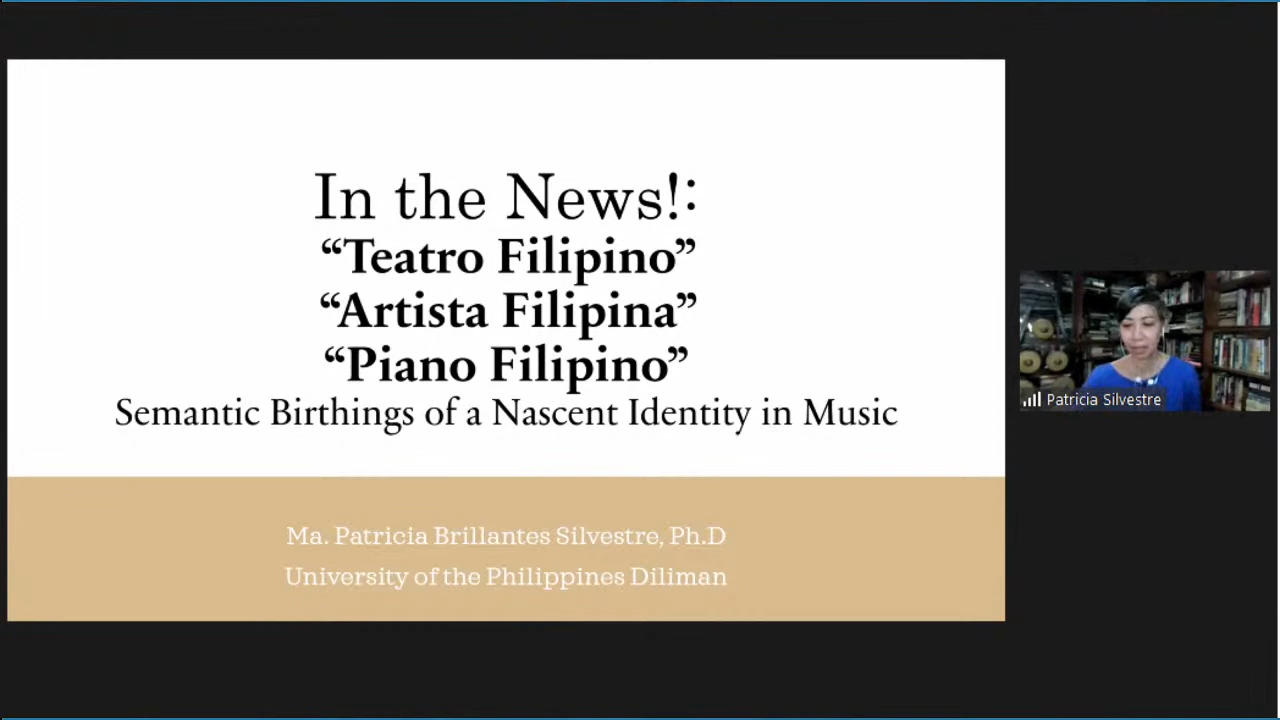 In the News!:
“Teatro Filipino”
“Artista Filipina”
“Piano Filipino”
Semantic Birthings of a Nascent Identity in Music
Ma. Patricia Brillantes Silvestre, Ph.D
University of the Philippines Diliman
Patricia Silvestre